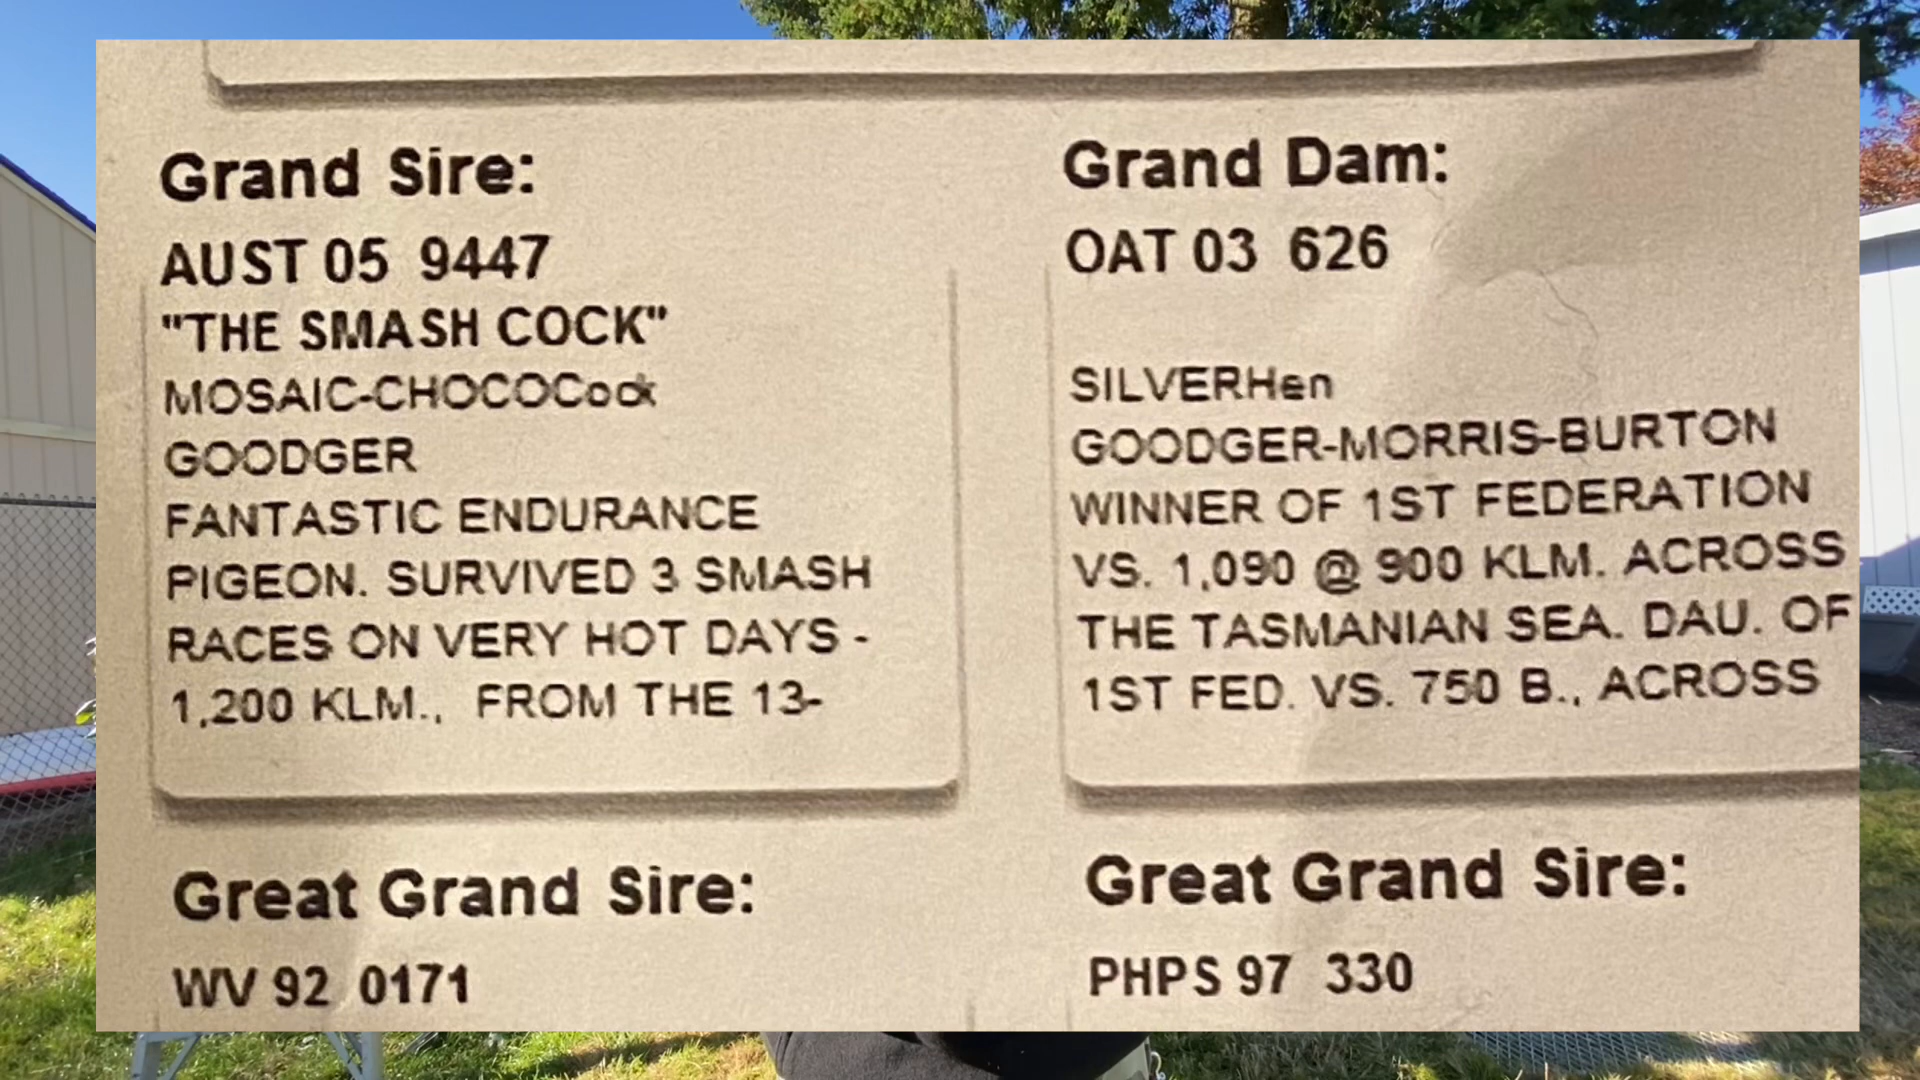 Grand Sire:
AUST 05 9447
"THE SMASH COCK"
MOSAIC-CHOCOCock
GOODGER
FANTASTIC ENDURANCE
PIGEON. SURVIVED 3 SMASH
RACES ON VERY HOT DAYS -
1,200 KLM., FROM THE 13-
Grand Dam:
OAT 03 626
SILVERHen
GOODGER-MORRIS-BURTON
WINNER OF 1ST FEDERATION
VS. 1,090 @ 900 KLM. ACROSS
THE TASMANIAN SEA. DAU. OF
1ST FED. VS. 750 B., ACROSS
Great Grand Sire:
WV 92 0171
Great Grand Sire:
PHPS 97 330